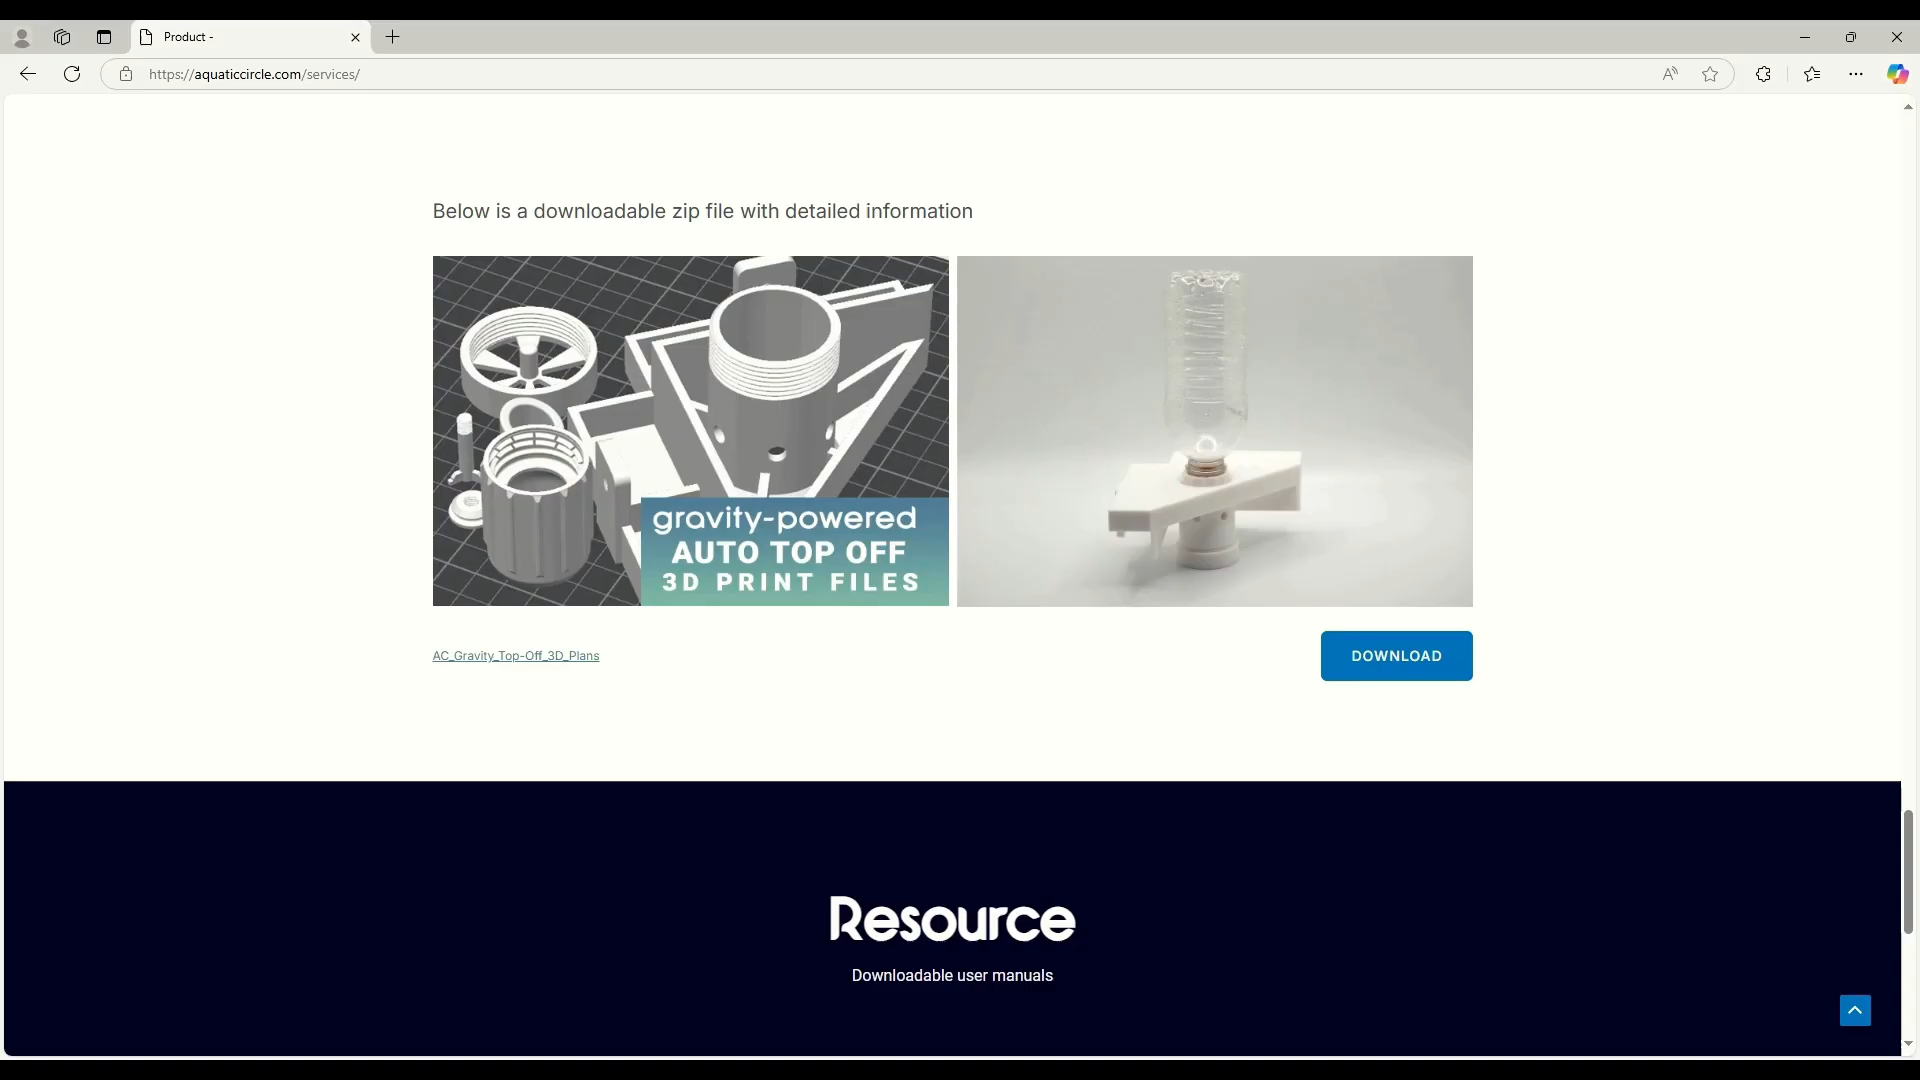 Product -
https://aquaticcircle.com/services/
Below is a downloadable zip file with detailed information
gravity-powered
AUTO TOP OFF
3D PRINT FILES
AC_Gravity_Top-Off_3D_Plans
DOWNLOAD
Resource
Downloadable user manuals